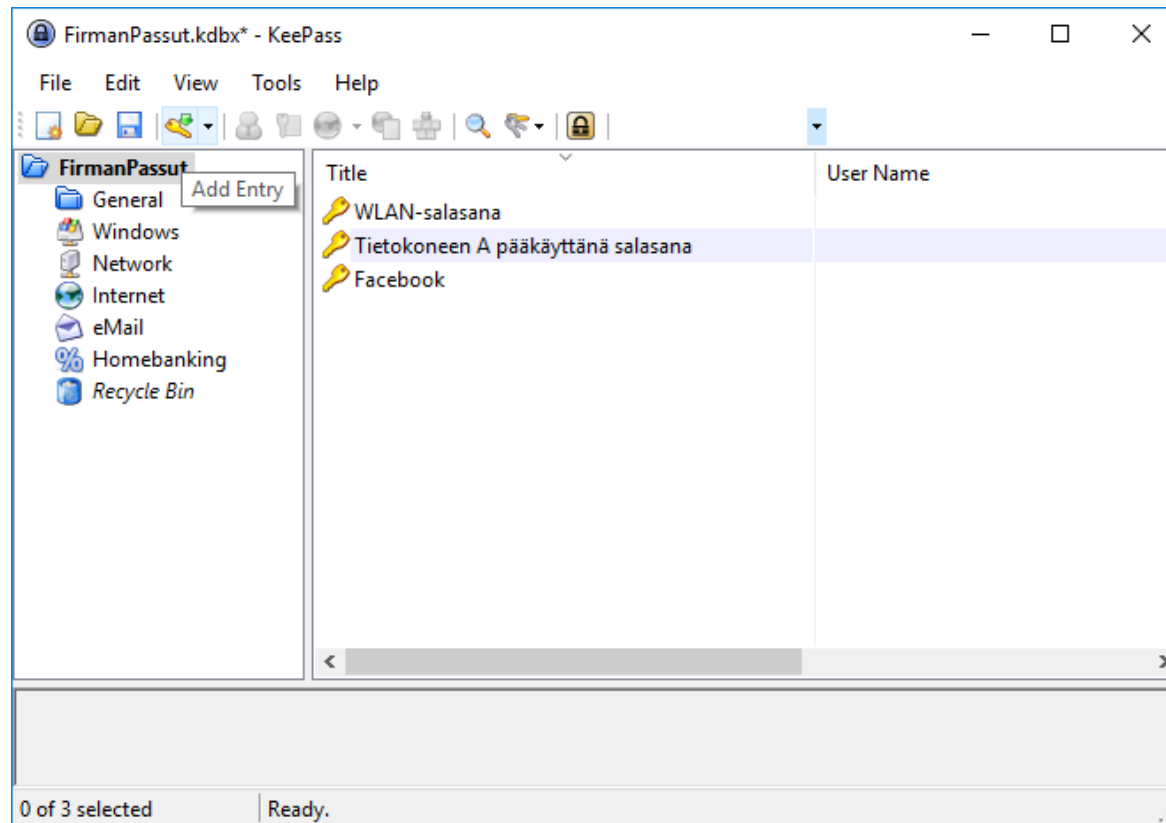 FirmanPassut.kdbx* - KeePass
File Edit View Tools Help
FirmanPassut
Add Entry
General
Windows
Network
Internet
eMail
Homebanking
Recycle Bin
Title User Name
WLAN-salasana
Tietokoneen A pääkäyttänä salasana
Facebook
0 of 3 selected Ready.